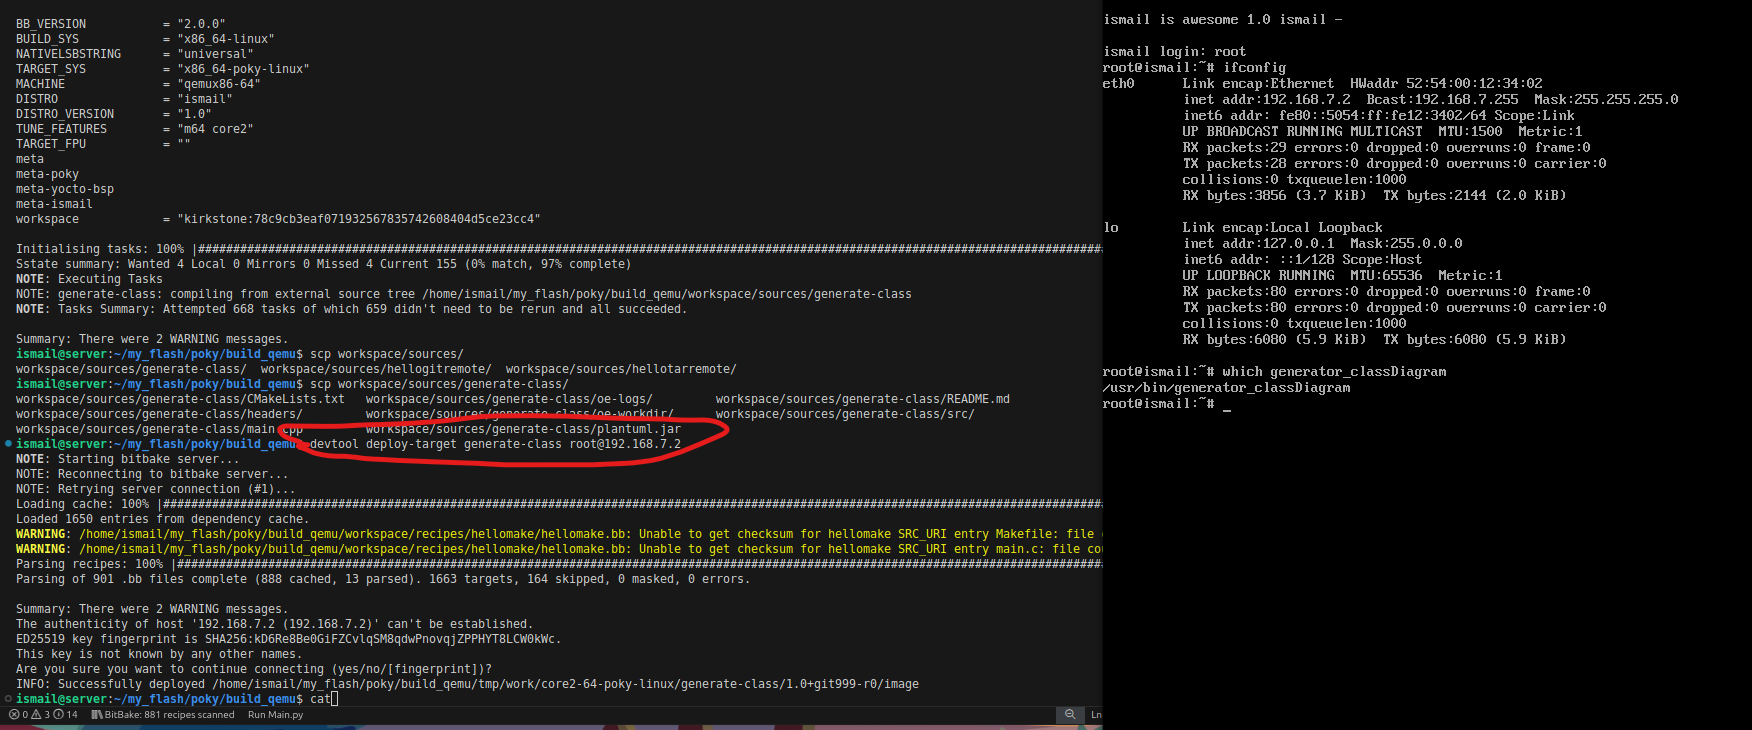 BB_VERSION           = "2.0.0"
BUILD_SYS            = "x86_64-linux"
NATIVELSBSTRING      = "universal"
TARGET_SYS           = "x86_64-poky-linux"
MACHINE              = "qemux86-64"
DISTRO               = "ismail"
DISTRO_VERSION       = "1.0"
TUNE_FEATURES        = "m64 core2"
TARGET_FPU           = ""
meta
meta-poky
meta-yocto-bsp
meta-ismail
workspace            = "kirkstone:78c9cb3eaf071932567835742608404d5ce23cc4"
Initialising tasks: 100% |##################################################################################################################################
Sstate summary: Wanted 4 Local 0 Mirrors 0 Missed 4 Current 155 (0% match, 97% complete)
NOTE: Executing Tasks
NOTE: generate-class: compiling from external source tree /home/ismail/my_flash/poky/build_qemu/workspace/sources/generate-class
NOTE: Tasks Summary: Attempted 668 tasks of which 659 didn't need to be rerun and all succeeded.
Summary: There were 2 WARNING messages.
ismail@server:~/my_flash/poky/build_qemu$ scp workspace/sources/
workspace/sources/generate-class/  workspace/sources/hellogitremote/  workspace/sources/hellotarremote/
ismail@server:~/my_flash/poky/build_qemu$ scp workspace/sources/generate-class/
workspace/sources/generate-class/CMakeLists.txt   workspace/sources/generate-class/oe-logs/         workspace/sources/generate-class/README.md
workspace/sources/generate-class/headers/         workspace/sources/generate-class/oe-workdir/      workspace/sources/generate-class/src/
workspace/sources/generate-class/main.cpp         workspace/sources/generate-class/plantuml.jar
ismail@server:~/my_flash/poky/build_qemu$ devtool deploy-target generate-class root@192.168.7.2
NOTE: Starting bitbake server...
NOTE: Reconnecting to bitbake server...
NOTE: Retrying server connection (#1)...
Loading cache: 100% |#######################################################################################################################################
Loaded 1650 entries from dependency cache.
WARNING: /home/ismail/my_flash/poky/build_qemu/workspace/recipes/hellomake/hellomake.bb: Unable to get checksum for hellomake SRC_URI entry Makefile: file
WARNING: /home/ismail/my_flash/poky/build_qemu/workspace/recipes/hellomake/hellomake.bb: Unable to get checksum for hellomake SRC_URI entry main.c: file co
Parsing recipes: 100% |#####################################################################################################################################
Parsing of 901 .bb files complete (888 cached, 13 parsed). 1663 targets, 164 skipped, 0 masked, 0 errors.
Summary: There were 2 WARNING messages.
The authenticity of host '192.168.7.2 (192.168.7.2)' can't be established.
ED25519 key fingerprint is SHA256:kD6Re8Be0GiFZCvlqSM8qdwPnovqjZPPHYT8LCW0kWc.
This key is not known by any other names.
Are you sure you want to continue connecting (yes/no/[fingerprint])?
INFO: Successfully deployed /home/ismail/my_flash/poky/build_qemu/tmp/work/core2-64-poky-linux/generate-class/1.0+git999-r0/image
ismail@server:~/my_flash/poky/build_qemu$ cat
0 3 14 BitBake: 881 recipes scanned Run Main.py Ln
ismail is awesome 1.0 ismail -
ismail login: root
root@ismail:~# ifconfig
eth0      Link encap:Ethernet  HWaddr 52:54:00:12:34:02
          inet addr:192.168.7.2  Bcast:192.168.7.255  Mask:255.255.255.0
          inet6 addr: fe80::5054:ff:fe12:3402/64 Scope:Link
          UP BROADCAST RUNNING MULTICAST  MTU:1500  Metric:1
          RX packets:29 errors:0 dropped:0 overruns:0 frame:0
          TX packets:28 errors:0 dropped:0 overruns:0 carrier:0
          collisions:0 txqueuelen:1000
          RX bytes:3856 (3.7 KiB)  TX bytes:2144 (2.0 KiB)
lo        Link encap:Local Loopback
          inet addr:127.0.0.1  Mask:255.0.0.0
          inet6 addr: ::1/128 Scope:Host
          UP LOOPBACK RUNNING  MTU:65536  Metric:1
          RX packets:80 errors:0 dropped:0 overruns:0 frame:0
          TX packets:80 errors:0 dropped:0 overruns:0 carrier:0
          collisions:0 txqueuelen:1000
          RX bytes:6080 (5.9 KiB)  TX bytes:6080 (5.9 KiB)
root@ismail:~# which generator_classDiagram
/usr/bin/generator_classDiagram
root@ismail:~# _